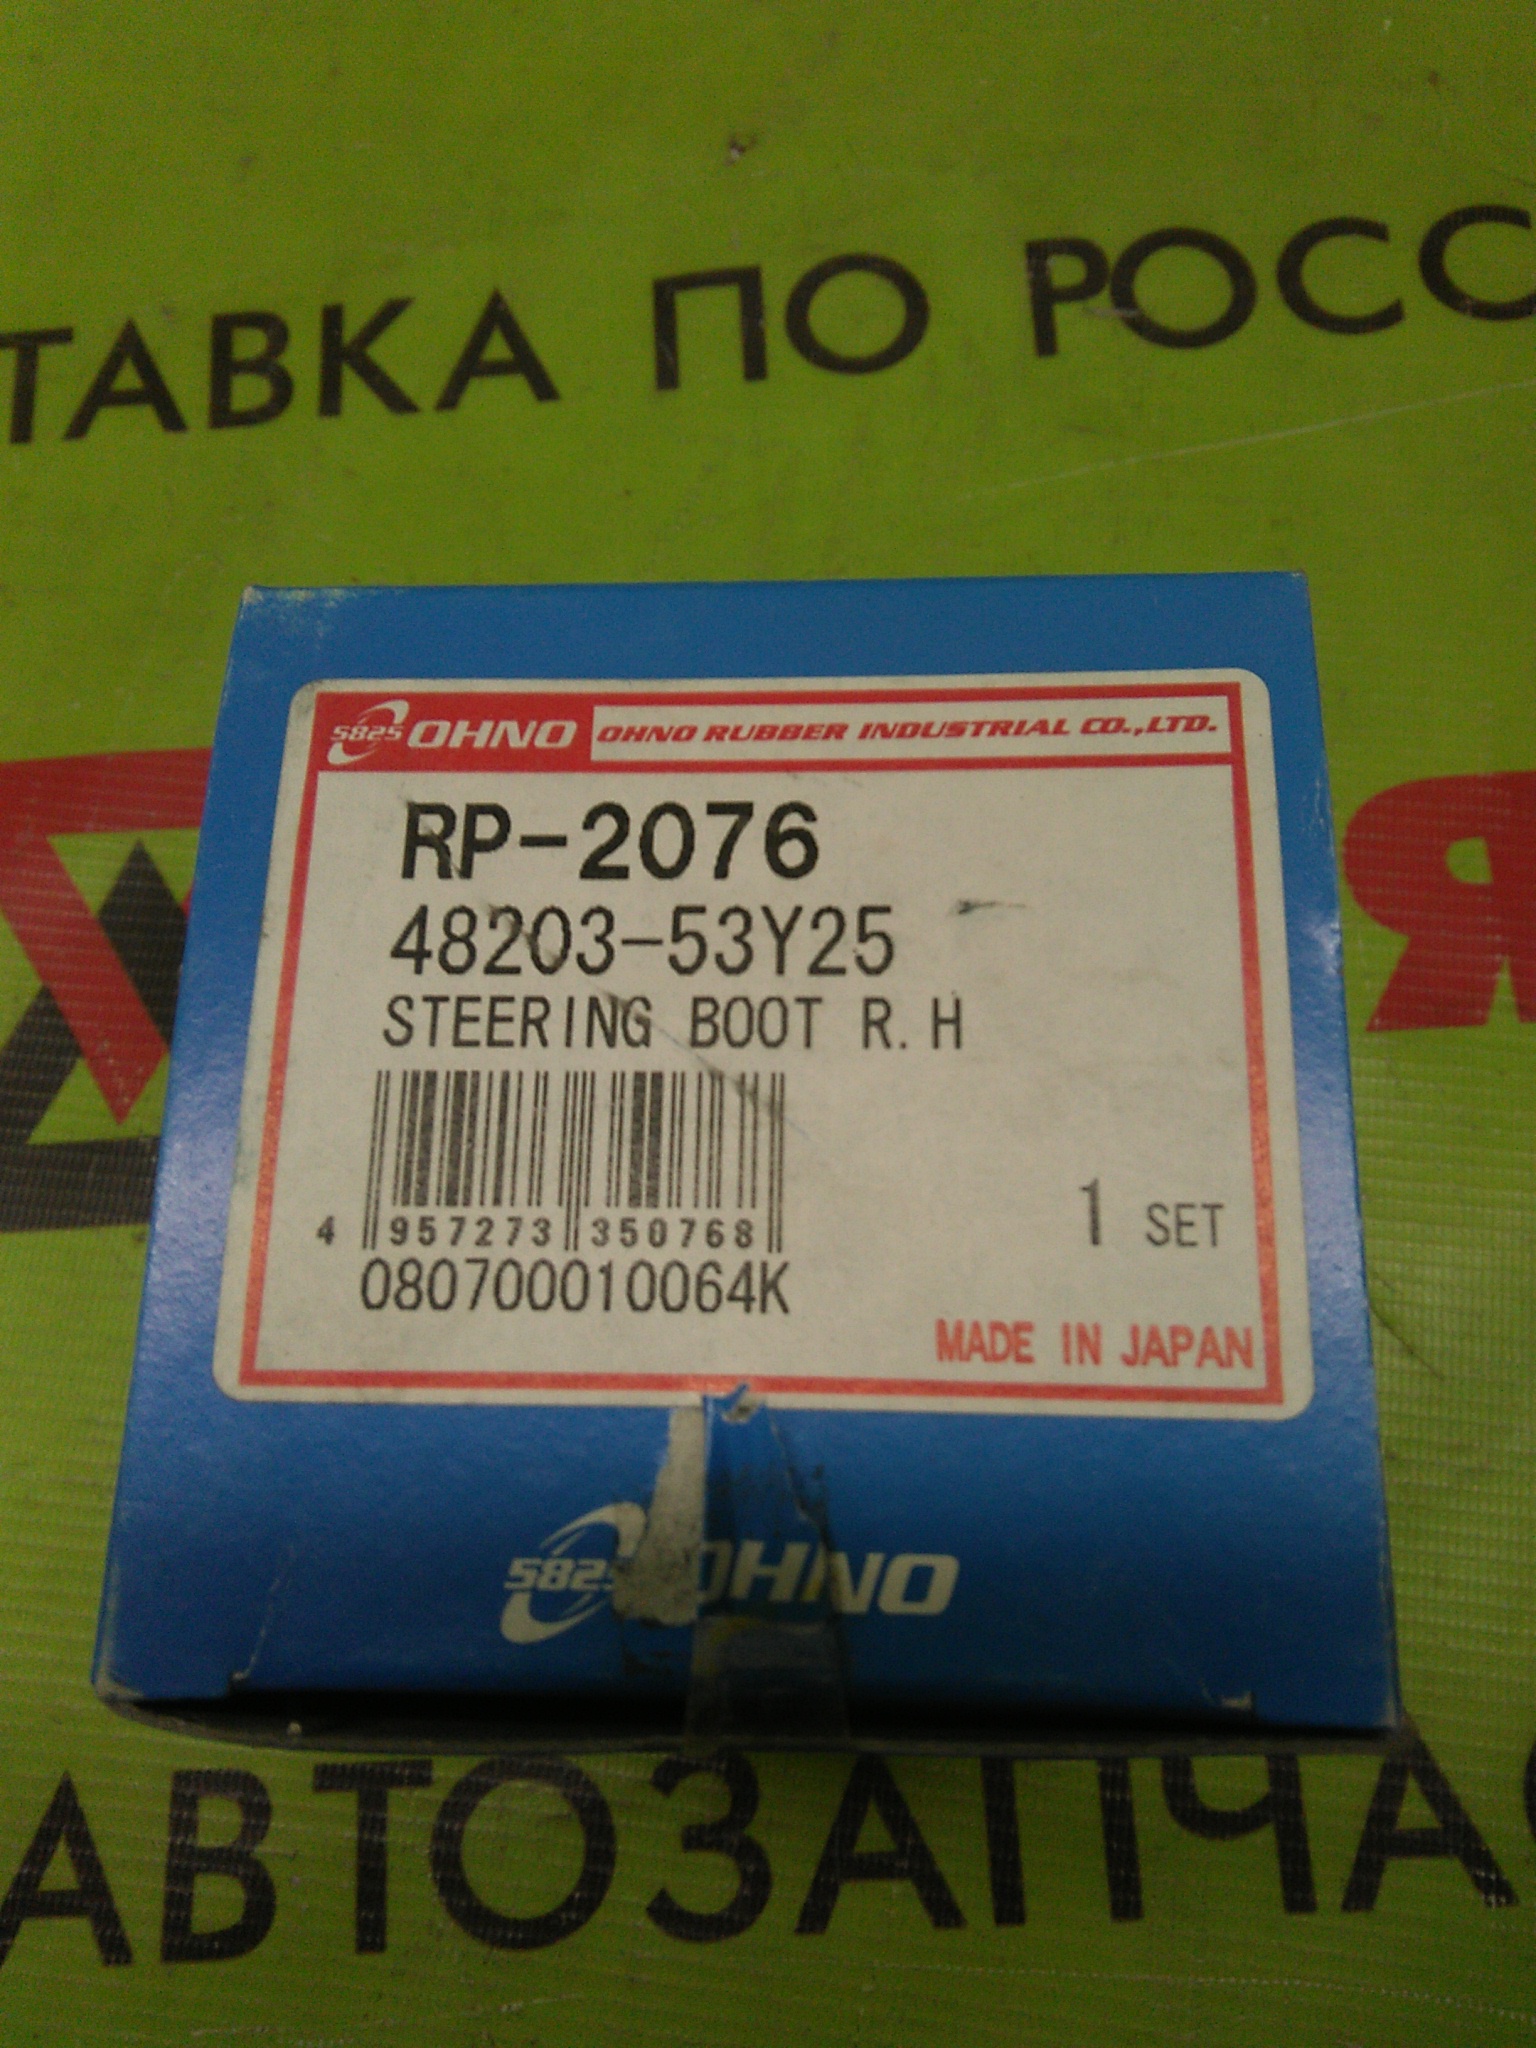 ТАВКА ПО РОСС
5825 OHNO OHNO RUBBER INDUSTRIAL CO.,LTD.
RP-2076
48203-53Y25
STEERING BOOT R.H
4 957273 350768
1 SET
080700010064K
MADE IN JAPAN
5825 OHNO
Я
АВТОЗАПЧАС